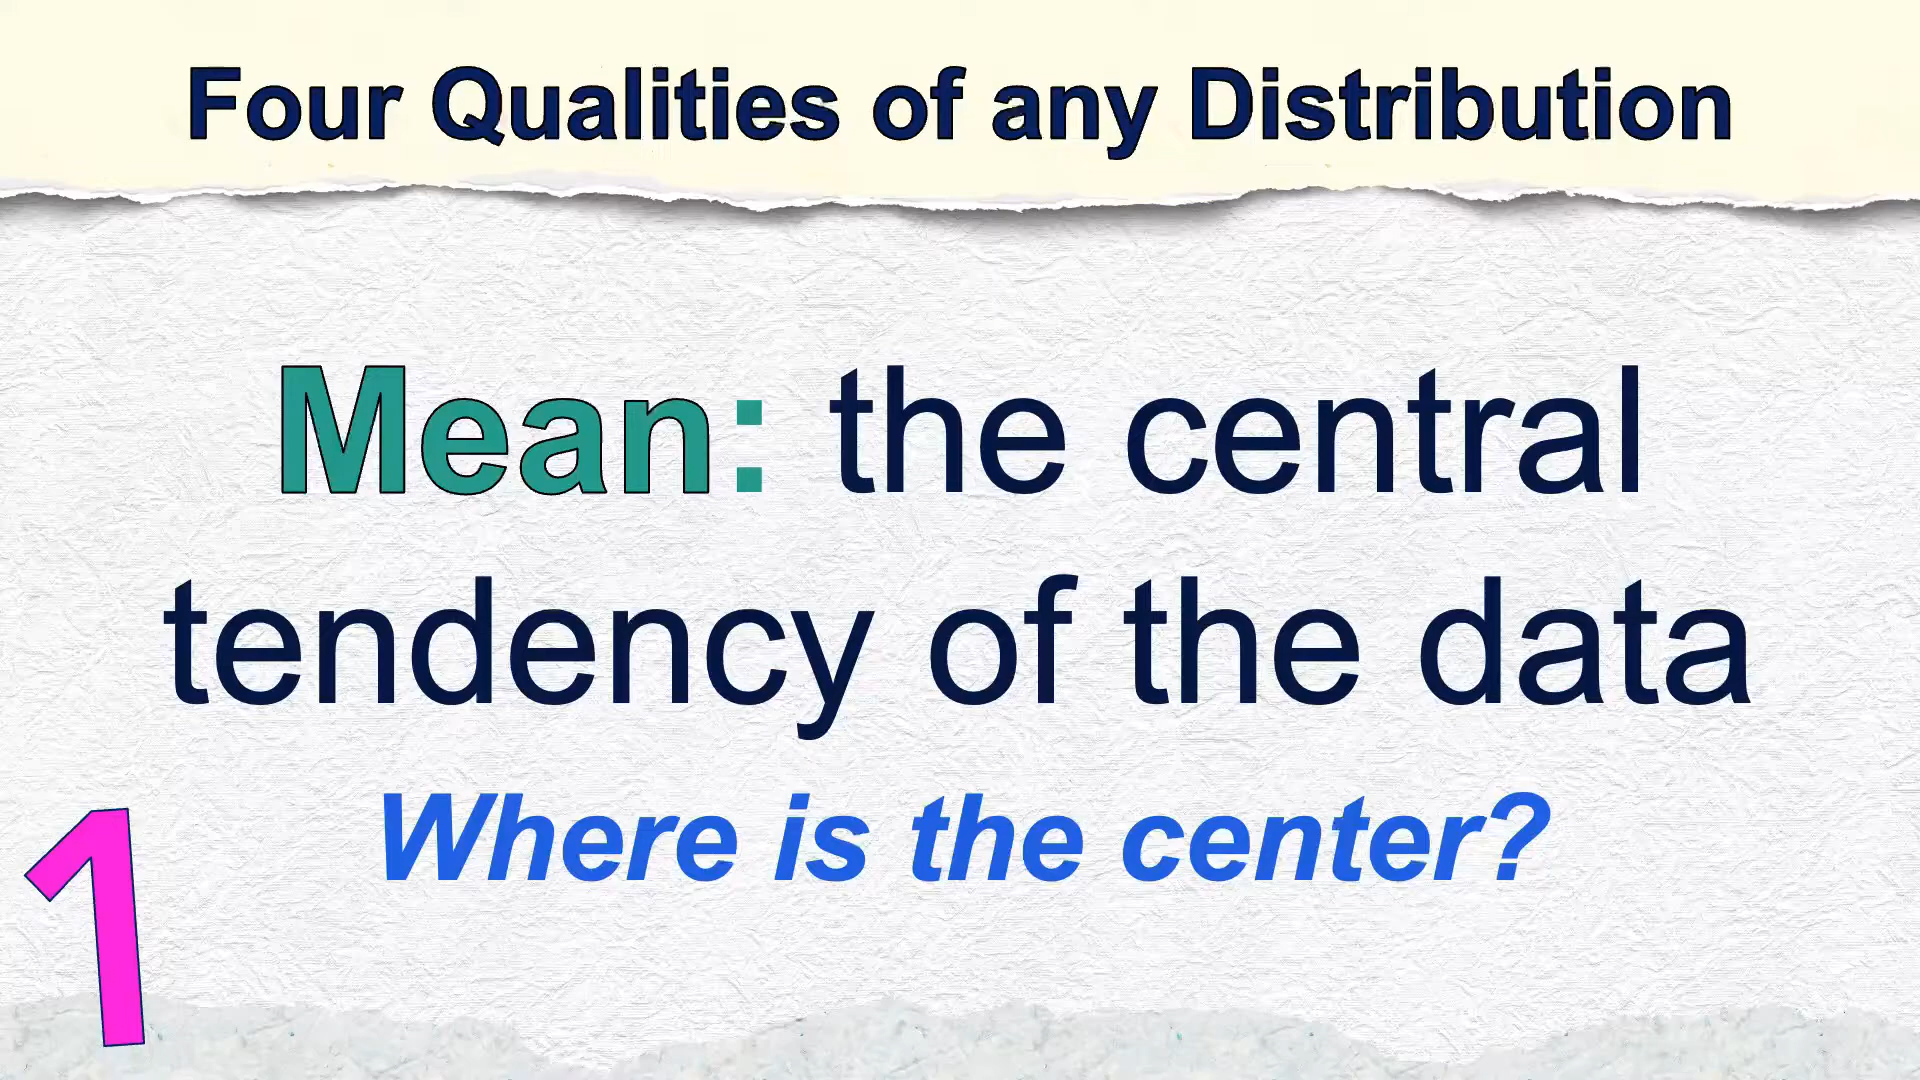 Four Qualities of any Distribution
Mean: the central
tendency of the data
Where is the center?
1